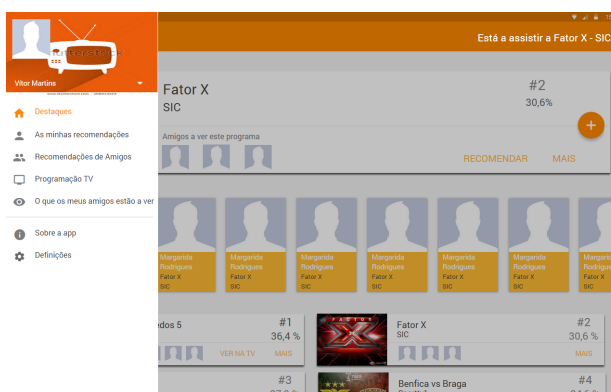 Está a assistir a Fator X - SIC
shutterstock
Vitor Martins
Destaques
As minhas recomendações
Recomendações de Amigos
Programação TV
O que os meus amigos estão a ver
Sobre a app
Definições
Fator X
SIC
#2
30,6%
Amigos a ver este programa
RECOMENDAR MAIS
Margarida Rodrigues Fator X SIC
Margarida Rodrigues Fator X SIC
Margarida Rodrigues Fator X SIC
Margarida Rodrigues Fator X SIC
Margarida Rodrigues Fator X SIC
Margarida Rodrigues Fator X SIC
Margarida
Fator X
SIC
edos 5
#1
36,4 %
VER NA TV MAIS
FACTOR
Fator X
SIC
#2
30,6 %
MAIS
#3
Benfica vs Braga
#4